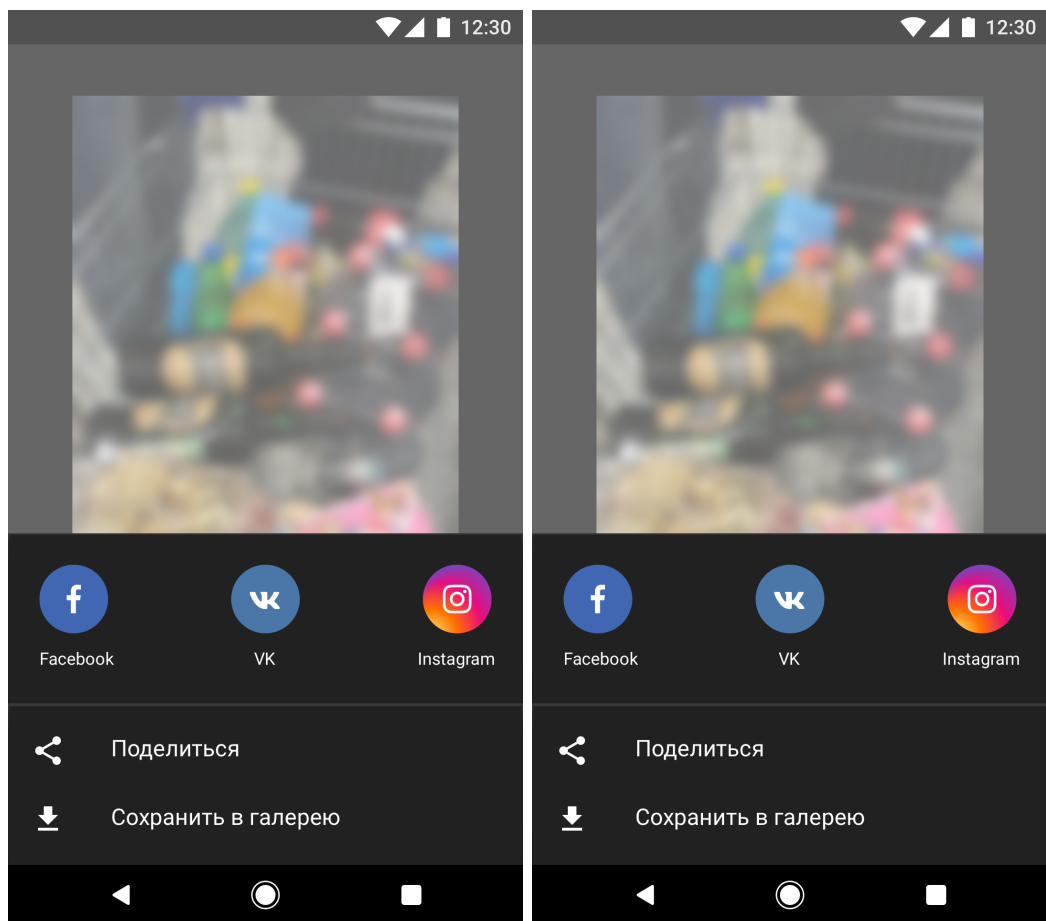 12:30
Facebook
VK
Instagram
Поделиться
Сохранить в галерею
12:30
Facebook
VK
Instagram
Поделиться
Сохранить в галерею